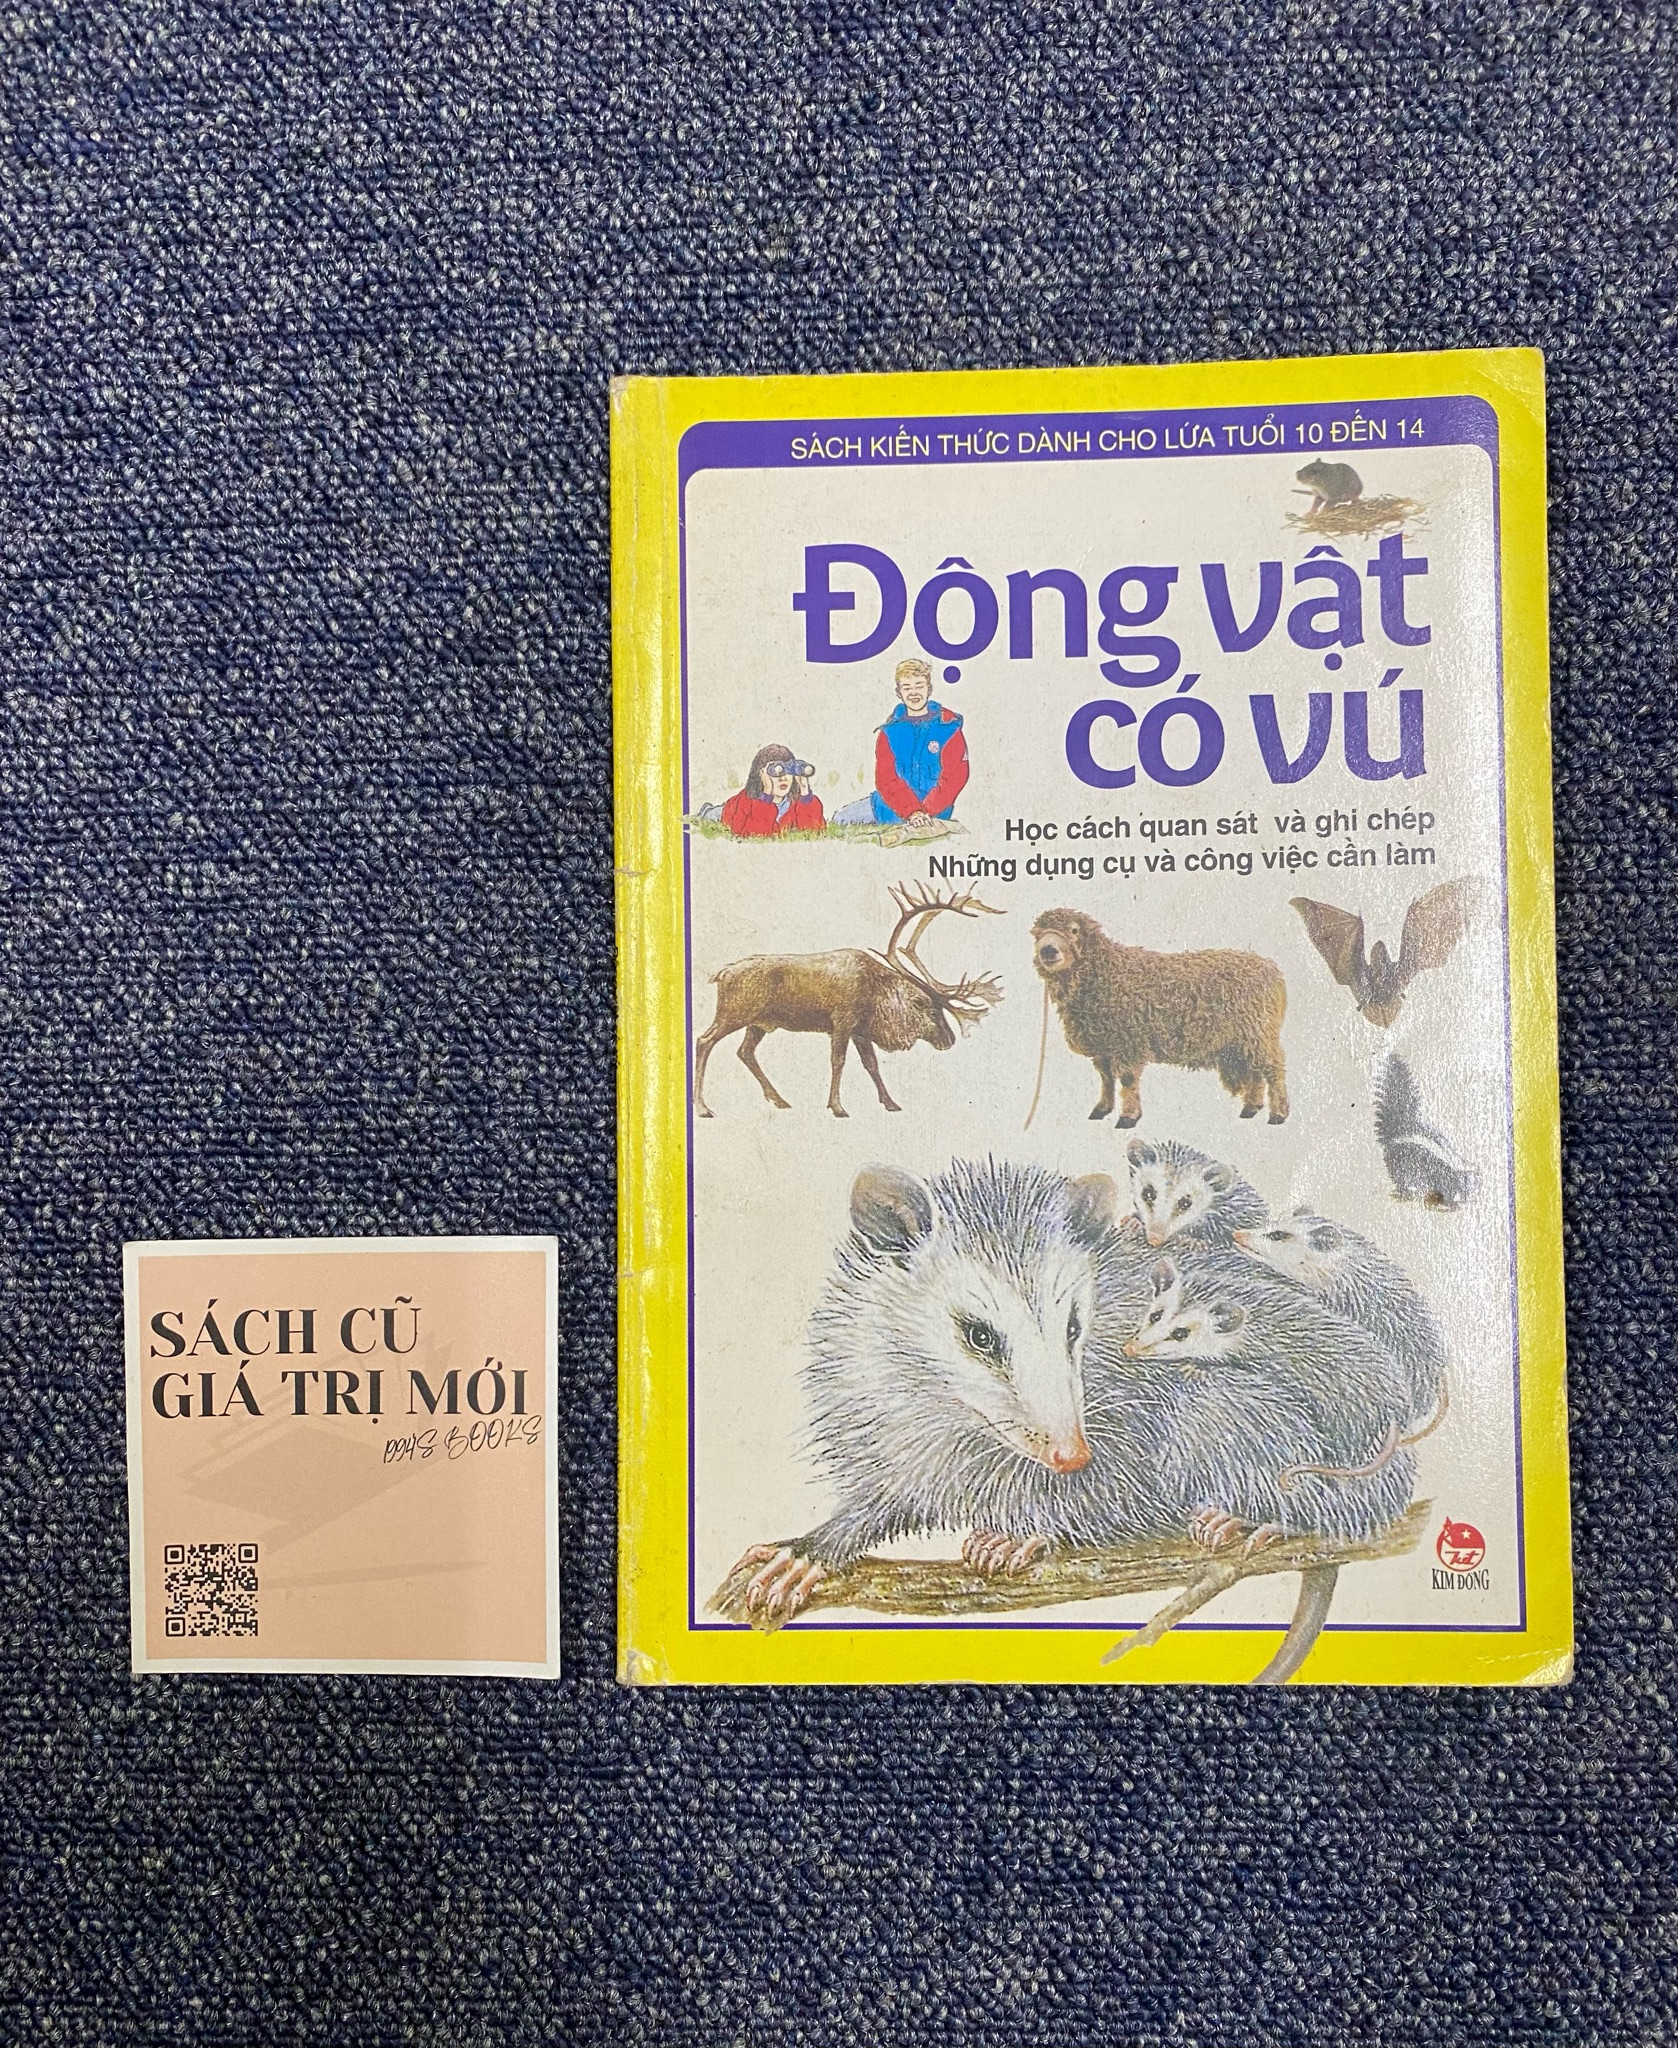 SÁCH KIẾN THỨC DÀNH CHO LỨA TUỔI 10 ĐẾN 14
Động vật
có vú
Học cách quan sát và ghi chép
Những dụng cụ và công việc cần làm
KIM ĐỒNG
SÁCH CŨ
GIÁ TRỊ MỚI
1994'S BOOKS